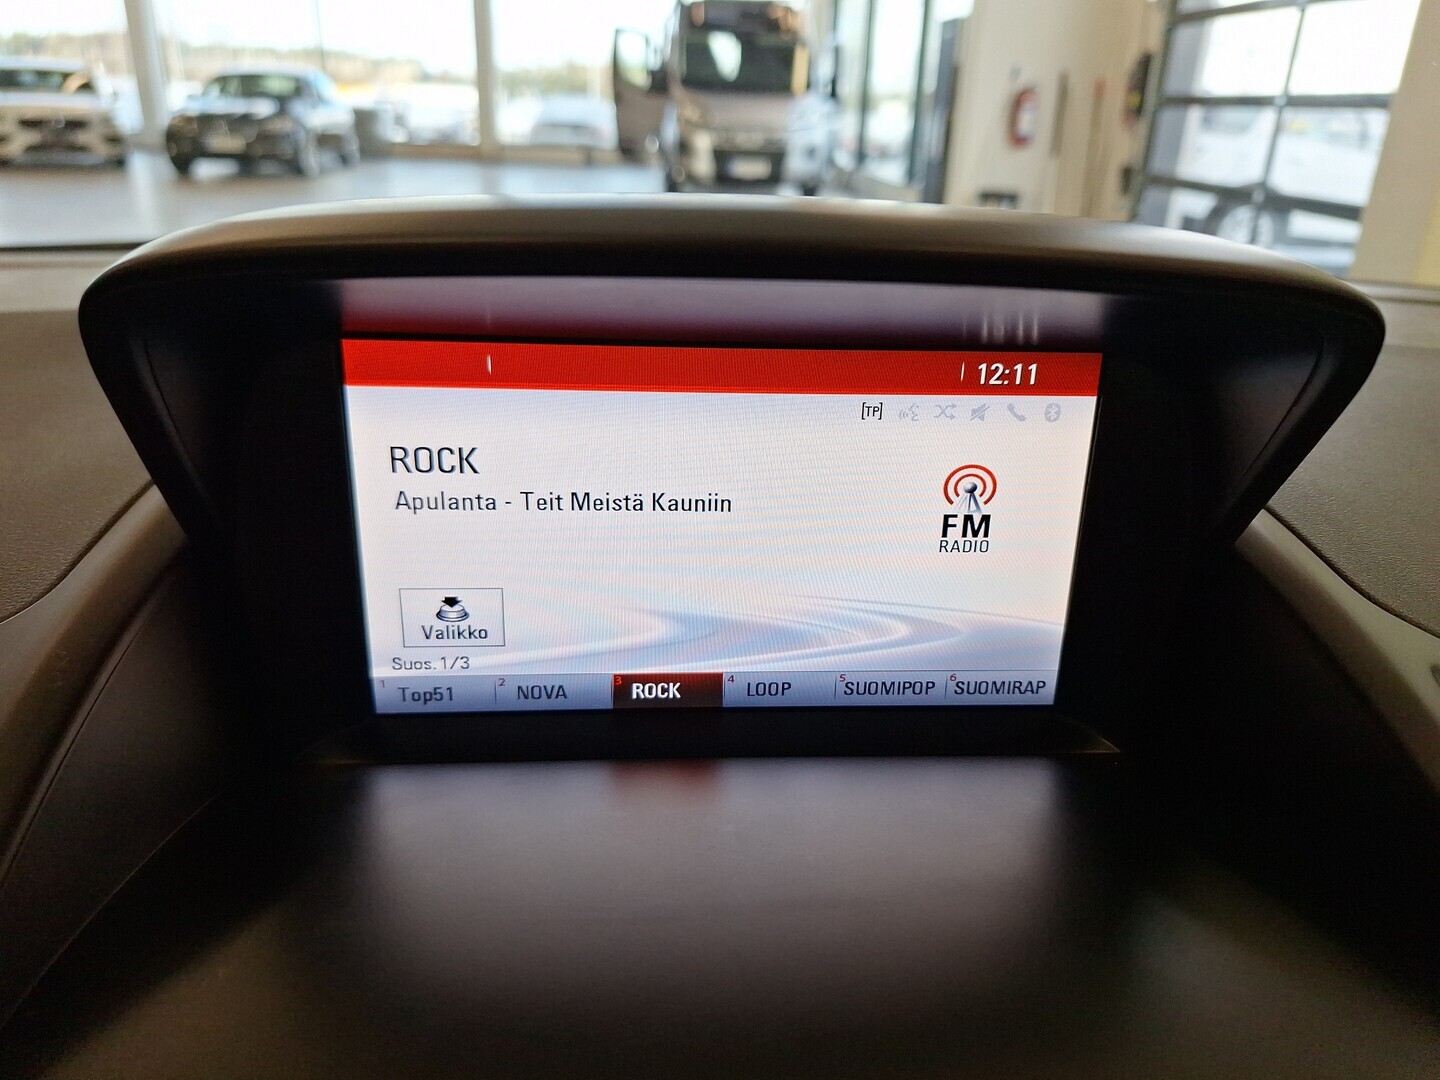 12:11
[TP]
ROCK
Apulanta - Teit Meistä Kauniin
FM
RADIO
Valikko
Suos.1/3
1 Top51 2 NOVA 3 ROCK 4 LOOP 5 SUOMIPOP 6 SUOMIRAP